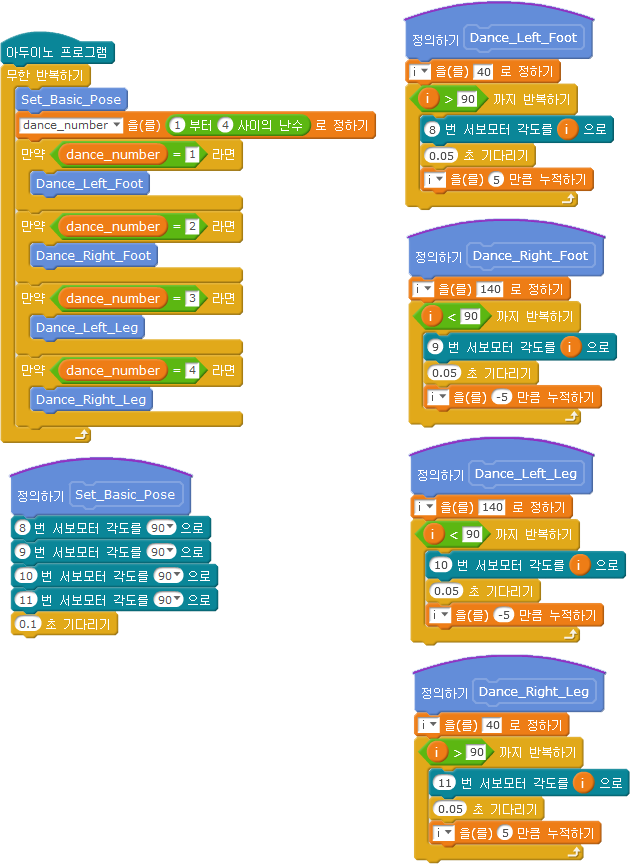 아두이노 프로그램
무한 반복하기
Set_Basic_Pose
dance_number 을(를) 1 부터 4 사이의 난수 로 정하기
만약 dance_number = 1 라면
Dance_Left_Foot
만약 dance_number = 2 라면
Dance_Right_Foot
만약 dance_number = 3 라면
Dance_Left_Leg
만약 dance_number = 4 라면
Dance_Right_Leg
정의하기 Set_Basic_Pose
8 번 서보모터 각도를 90 으로
9 번 서보모터 각도를 90 으로
10 번 서보모터 각도를 90 으로
11 번 서보모터 각도를 90 으로
0.1 초 기다리기
정의하기 Dance_Left_Foot
i 을(를) 40 로 정하기
i > 90 까지 반복하기
8 번 서보모터 각도를 i 으로
0.05 초 기다리기
i 을(를) 5 만큼 누적하기
정의하기 Dance_Right_Foot
i 을(를) 140 로 정하기
i < 90 까지 반복하기
9 번 서보모터 각도를 i 으로
0.05 초 기다리기
i 을(를) -5 만큼 누적하기
정의하기 Dance_Left_Leg
i 을(를) 140 로 정하기
i < 90 까지 반복하기
10 번 서보모터 각도를 i 으로
0.05 초 기다리기
i 을(를) -5 만큼 누적하기
정의하기 Dance_Right_Leg
i 을(를) 40 로 정하기
i > 90 까지 반복하기
11 번 서보모터 각도를 i 으로
0.05 초 기다리기
i 을(를) 5 만큼 누적하기